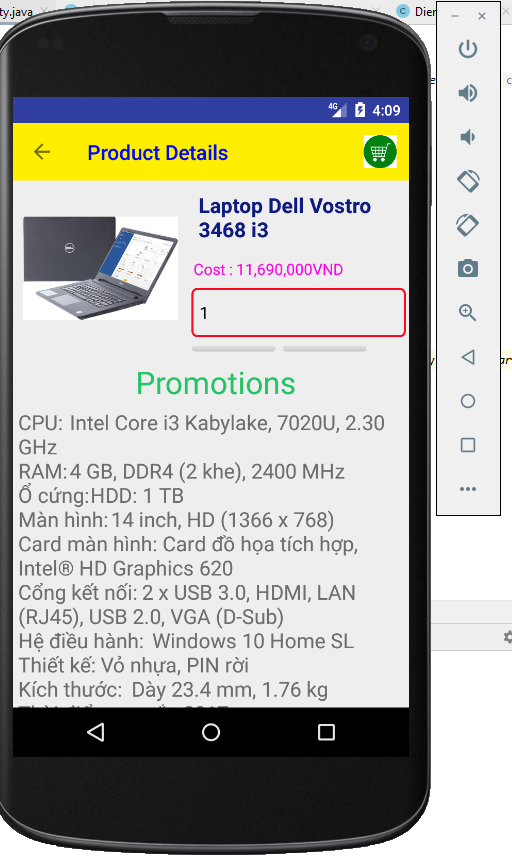 ty.java
Dien
4G 4:09
Product Details
Laptop Dell Vostro
3468 i3
Cost : 11,690,000VND
1
Promotions
CPU: Intel Core i3 Kabylake, 7020U, 2.30
GHz
RAM: 4 GB, DDR4 (2 khe), 2400 MHz
Ổ cứng: HDD: 1 TB
Màn hình: 14 inch, HD (1366 x 768)
Card màn hình: Card đồ họa tích hợp,
Intel® HD Graphics 620
Cổng kết nối: 2 x USB 3.0, HDMI, LAN
(RJ45), USB 2.0, VGA (D-Sub)
Hệ điều hành: Windows 10 Home SL
Thiết kế: Vỏ nhựa, PIN rời
Kích thước: Dày 23.4 mm, 1.76 kg